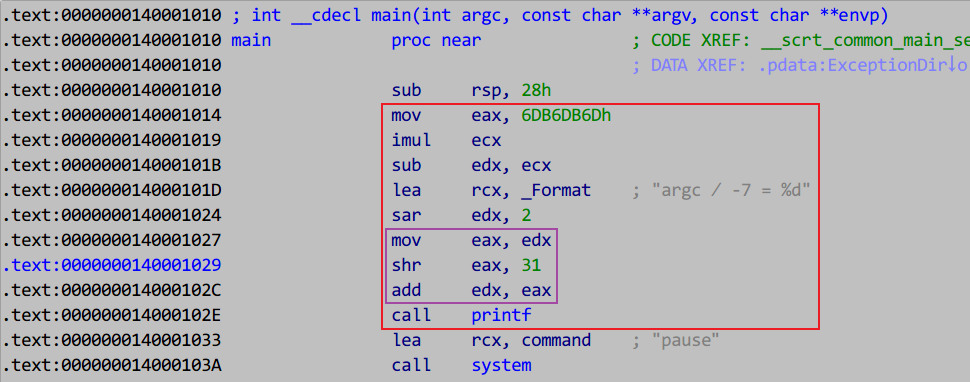 .text:0000000140001010 ; int __cdecl main(int argc, const char **argv, const char **envp)
.text:0000000140001010 main proc near ; CODE XREF: __scrt_common_main_se
.text:0000000140001010 ; DATA XREF: .pdata:ExceptionDir↓o
.text:0000000140001010 sub rsp, 28h
.text:0000000140001014 mov eax, 6DB6DB6Dh
.text:0000000140001019 imul ecx
.text:000000014000101B sub edx, ecx
.text:000000014000101D lea rcx, _Format ; "argc / -7 = %d"
.text:0000000140001024 sar edx, 2
.text:0000000140001027 mov eax, edx
.text:0000000140001029 shr eax, 31
.text:000000014000102C add edx, eax
.text:000000014000102E call printf
.text:0000000140001033 lea rcx, command ; "pause"
.text:000000014000103A call system